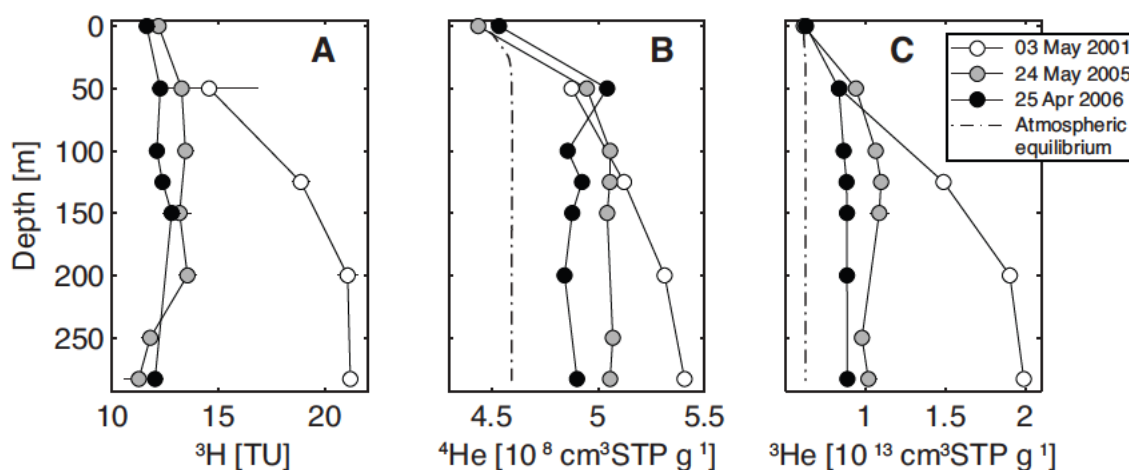 A
B
C
03 May 2001
24 May 2005
25 Apr 2006
Atmospheric
equilibrium
Depth [m]
0
50
100
150
200
250
10
15
20
4.5
5
5.5
1
1.5
2
³H [TU]
⁴He [10 ⁸ cm³STP g ¹]
³He [10 ¹³ cm³STP g ¹]